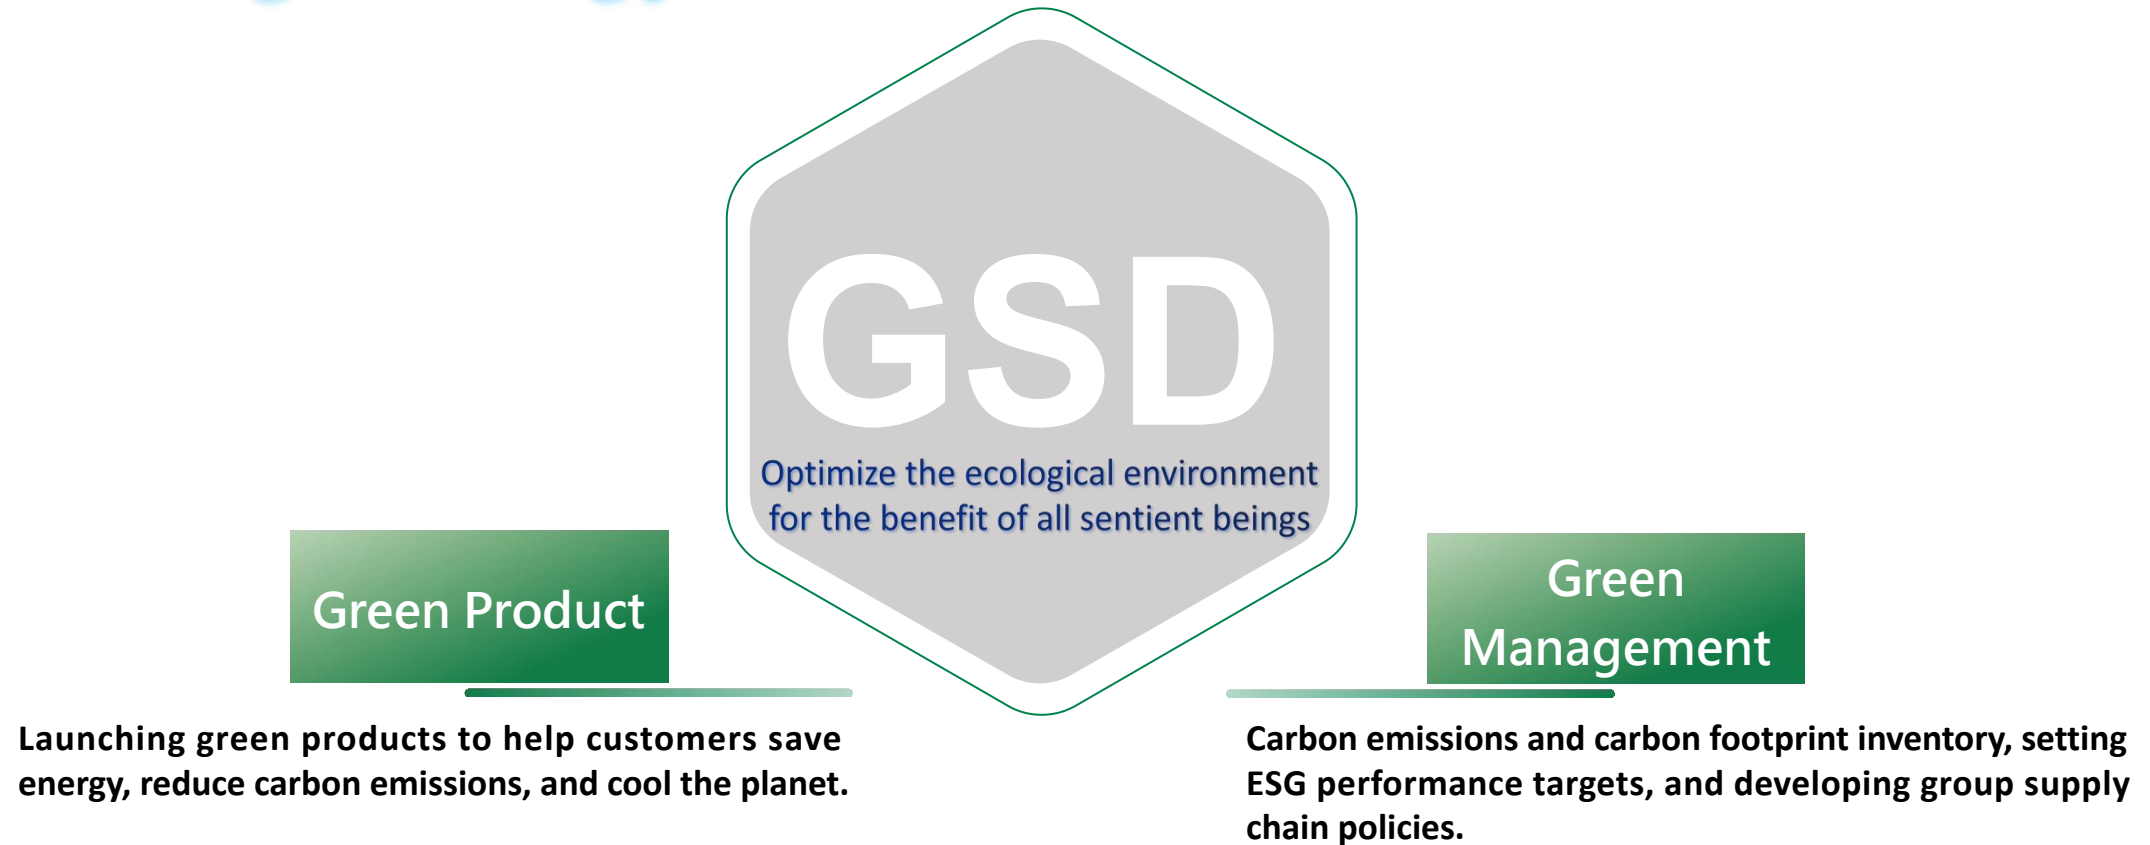 GSD
Optimize the ecological environment
for the benefit of all sentient beings
Green Product
Launching green products to help customers save
energy, reduce carbon emissions, and cool the planet.
Green
Management
Carbon emissions and carbon footprint inventory, setting
ESG performance targets, and developing group supply
chain policies.